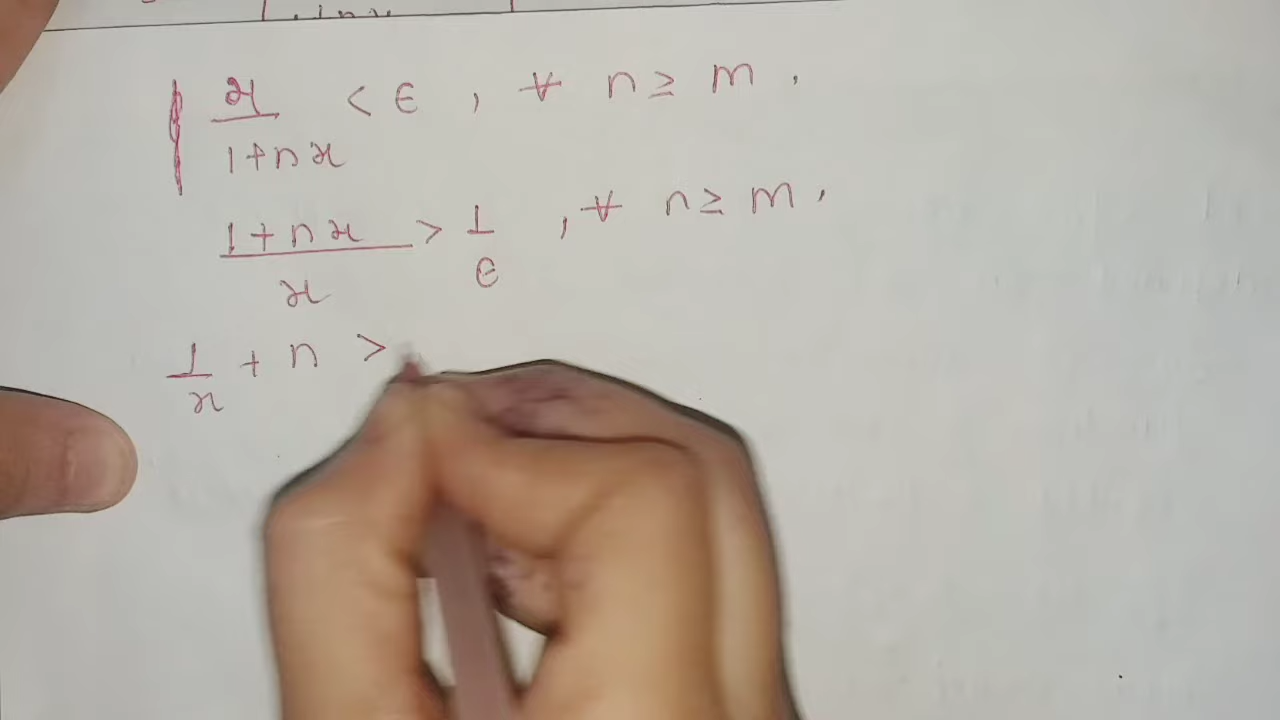 x/(1+nx) < ϵ , ∀ n ≥ m .
(1+nx)/x > 1/ϵ , ∀ n ≥ m .
1/x + n >